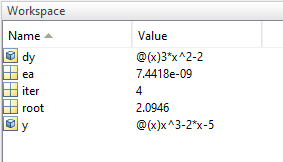 Workspace
Name Value
dy @(x)3*x^2-2
ea 7.4418e-09
iter 4
root 2.0946
y @(x)x^3-2*x-5